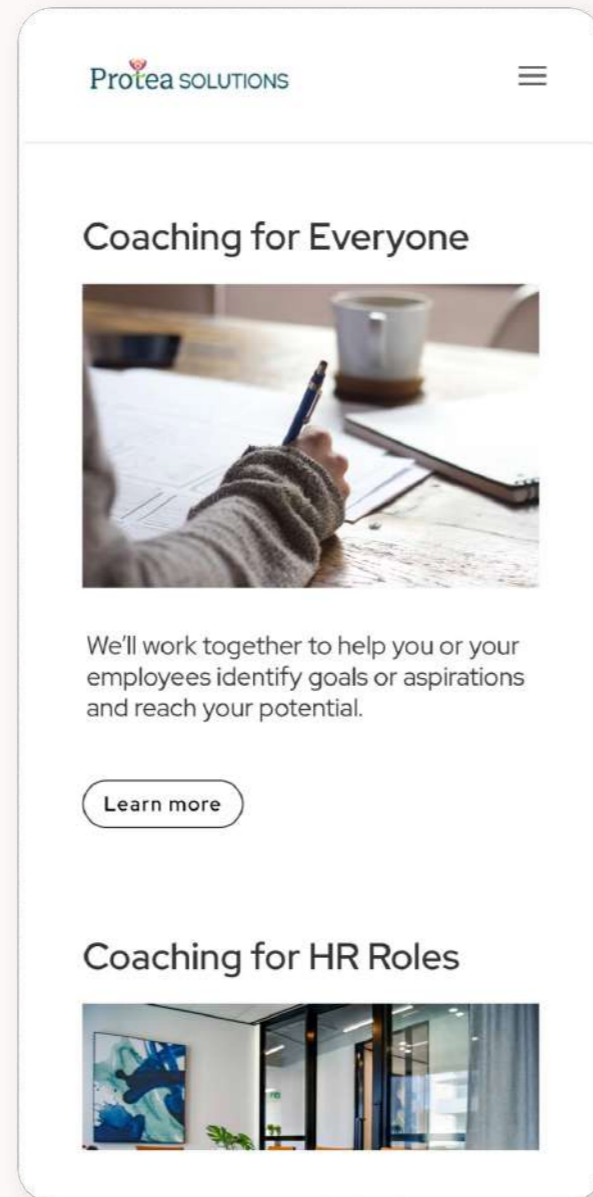 Protea SOLUTIONS
Coaching for Everyone
We'll work together to help you or your
employees identify goals or aspirations
and reach your potential.
Learn more
Coaching for HR Roles